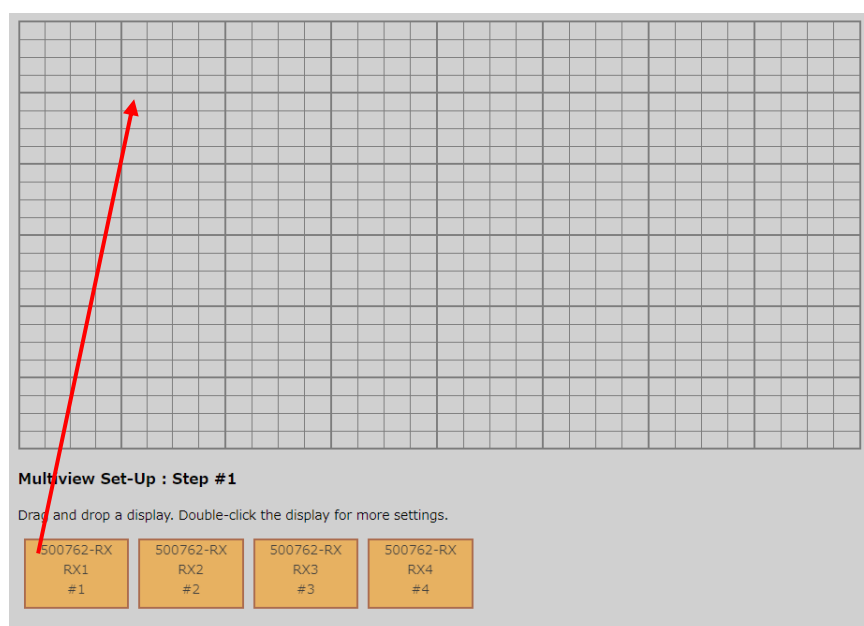 Multiview Set-Up : Step #1
Drag and drop a display. Double-click the display for more settings.
500762-RX
RX1
#1
500762-RX
RX2
#2
500762-RX
RX3
#3
500762-RX
RX4
#4